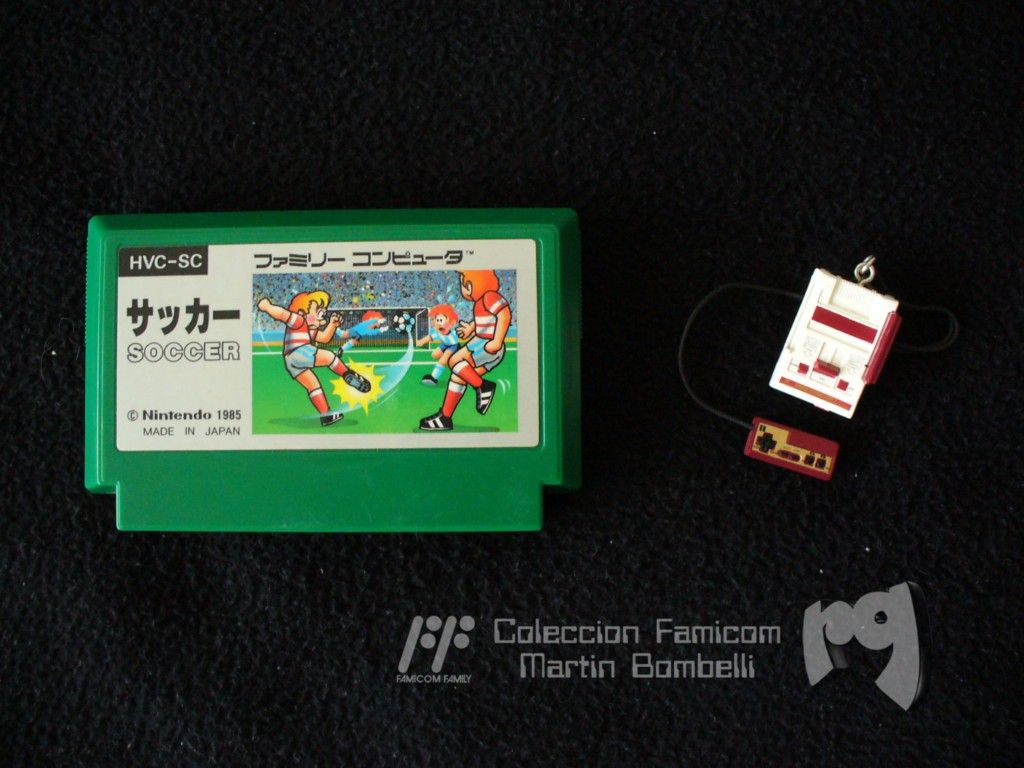 HVC-SC
ファミリー コンピュータ™
サッカー
SOCCER
© Nintendo 1985
MADE IN JAPAN
FAMICOM FAMILY
Coleccion Famicom
Martin Bombelli
rg